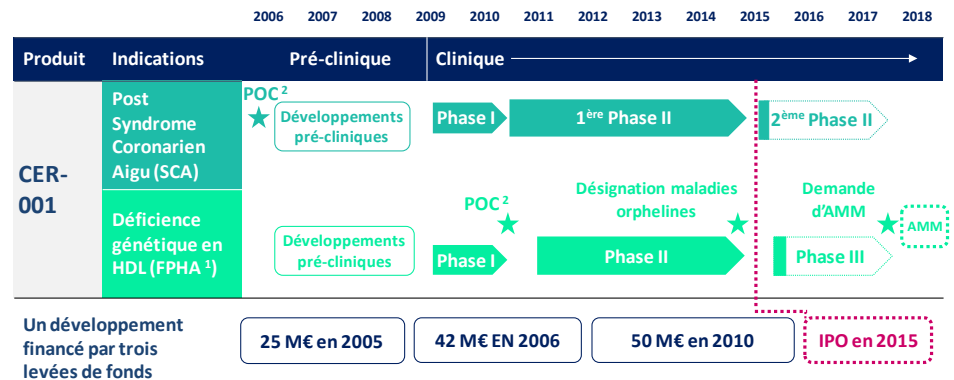 2006 2007 2008 2009 2010 2011 2012 2013 2014 2015 2016 2017 2018
Produit Indications Pré-clinique Clinique
CER-
001
Post
Syndrome
Coronarien
Aigu (SCA)
POC ²
Développements
pré-cliniques
Phase I
1ère Phase II
2ème Phase II
Déficience
génétique en
HDL (FPHA ¹)
Développements
pré-cliniques
POC ²
Phase I
Désignation maladies
orphelines
Phase II
Demande
d'AMM
Phase III
AMM
Un développement
financé par trois
levées de fonds
25 M€ en 2005
42 M€ EN 2006
50 M€ en 2010
IPO en 2015